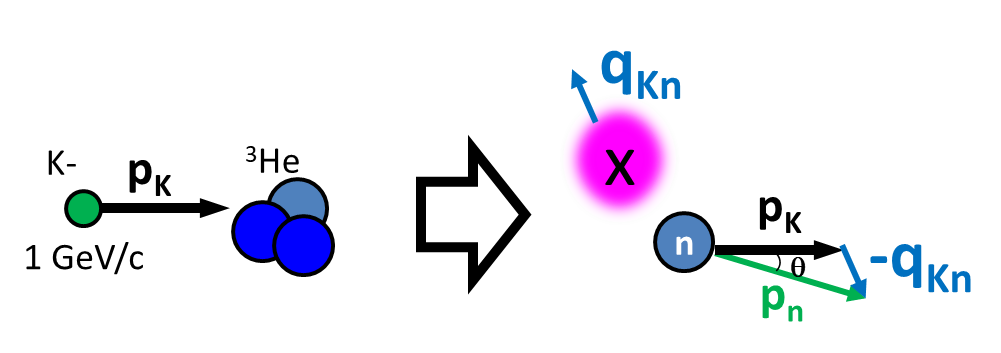 K-
p_K
³He
1 GeV/c
q_Kn
X
n
p_K
θ
-q_Kn
p_n